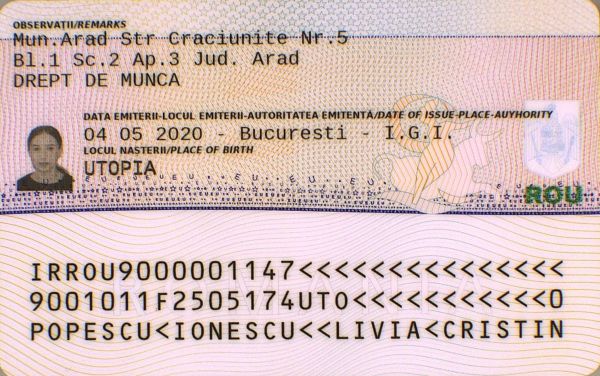 OBSERVATII/REMARKS
Mun.Arad Str Craciunite Nr.5
Bl.1 Sc.2 Ap.3 Jud. Arad
DREPT DE MUNCA
DATA EMITERII-LOCUL EMITERII-AUTORITATEA EMITENTĂ/DATE OF ISSUE-PLACE-AUYHORITY
04 05 2020 - Bucuresti - I.G.I.
LOCUL NASTERII/PLACE OF BIRTH
UTOPIA
ROU
IRROU9000001147<<<<<<<<<<<<<<<
9001011F2505174UTO<<<<<<<<<<<0
POPESCU<IONESCU<<LIVIA<CRISTIN